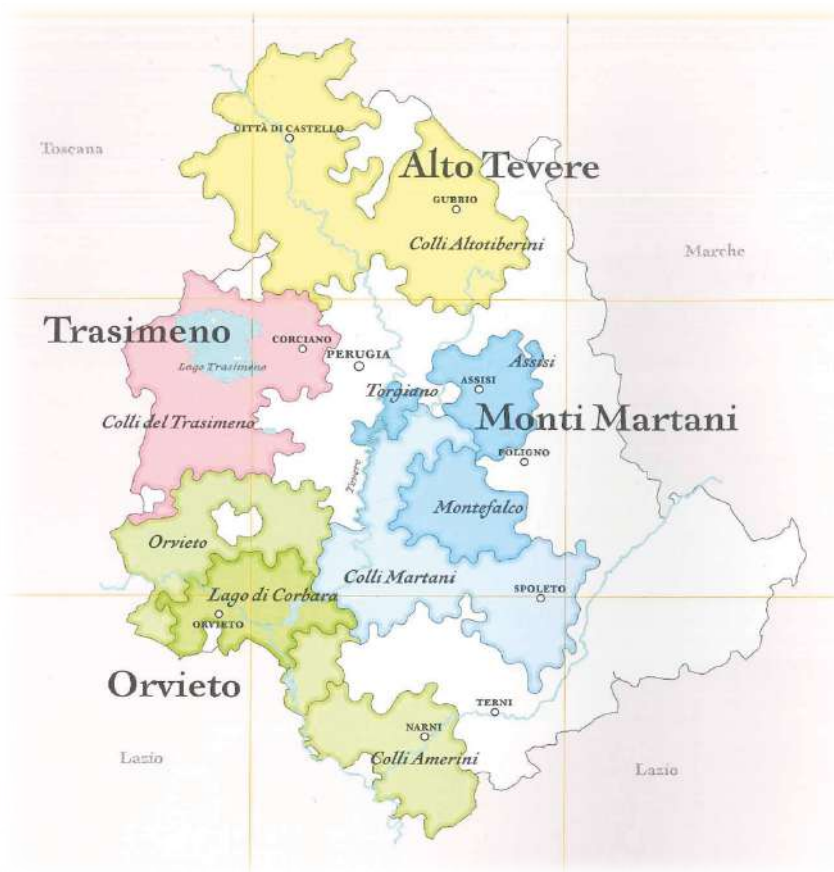 CITTÀ DI CASTELLO
Toscana
Alto Tevere
GUBBIO
Colli Altotiberini
Marche
Trasimeno
CORCIANO
PERUGIA
Lago Trasimeno
Assisi
ASSISI
Torgiano
Colli del Trasimeno
Monti Martani
FOLIGNO
Tevere
Montefalco
Orvieto
Colli Martani
Lago di Corbara
SPOLETO
ORVIETO
Orvieto
TERNI
NARNI
Lazio
Colli Amerini
Lazio